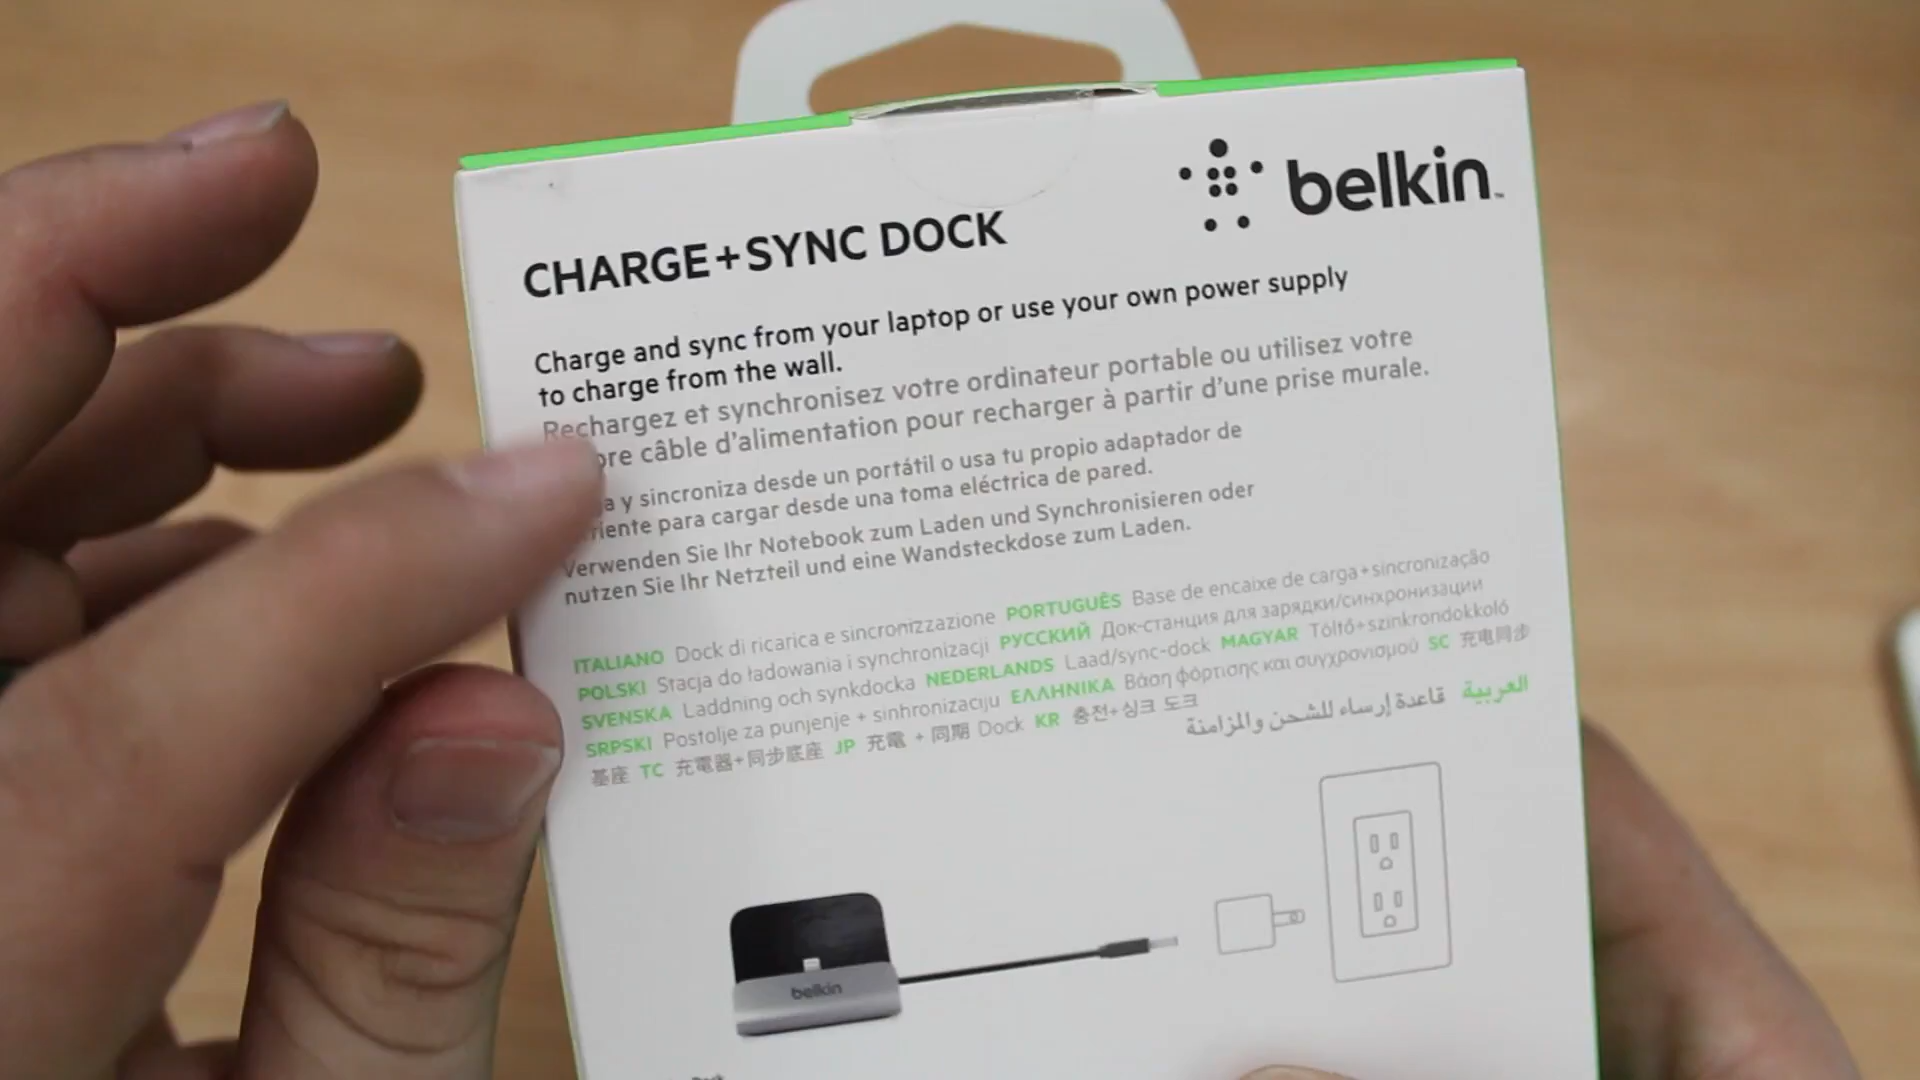 belkin
CHARGE+SYNC DOCK
Charge and sync from your laptop or use your own power supply
to charge from the wall.
Rechargez et synchronisez votre ordinateur portable ou utilisez votre
câble d'alimentation pour recharger à partir d'une prise murale.
y sincroniza desde un portátil o usa tu propio adaptador de
para cargar desde una toma eléctrica de pared.
Verwenden Sie Ihr Notebook zum Laden und Synchronisieren oder
nutzen Sie Ihr Netzteil und eine Wandsteckdose zum Laden.
ITALIANO Dock di ricarica e sincronizzazione PORTUGUÊS Base de encaixe de carga+sincronização
POLSKI Stacja do ładowania i synchronizacji РУССКИЙ Док-станция для зарядки/синхронизации
SVENSKA Laddning och synkdocka NEDERLANDS Laad/sync-dock MAGYAR Töltő+szinkrondokkoló
SRPSKI Postolje za punjenje + sinhronizaciju ΕΛΛΗΝΙΚΑ Βάση φόρτισης και συγχρονισμού SC 充电同步
基座 TC 充電器+同步底座 JP 充電 + 同期 Dock KR 충전+싱크 도크
العربية قاعدة إرساء للشحن والمزامنة
belkin